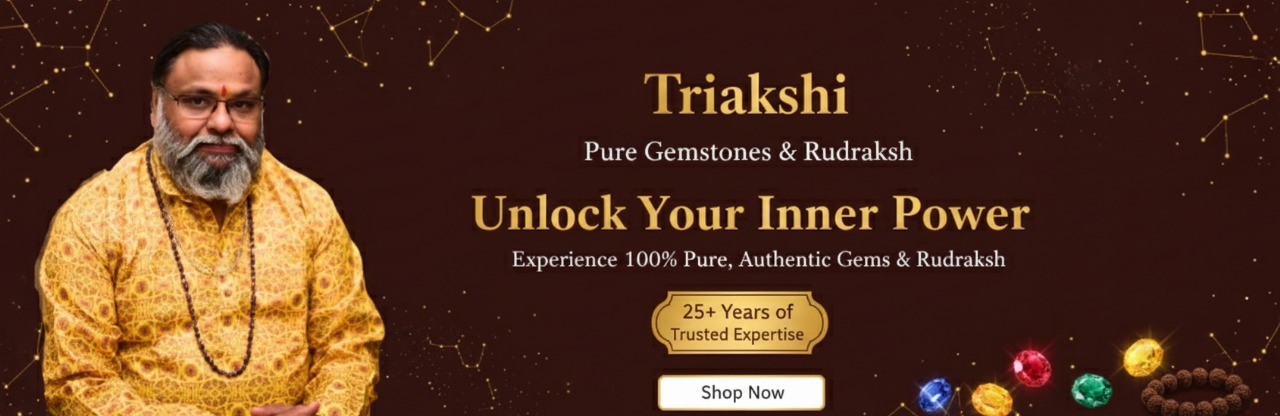 Triakshi
Pure Gemstones & Rudraksh
Unlock Your Inner Power
Experience 100% Pure, Authentic Gems & Rudraksh
25+ Years of
Trusted Expertise
Shop Now